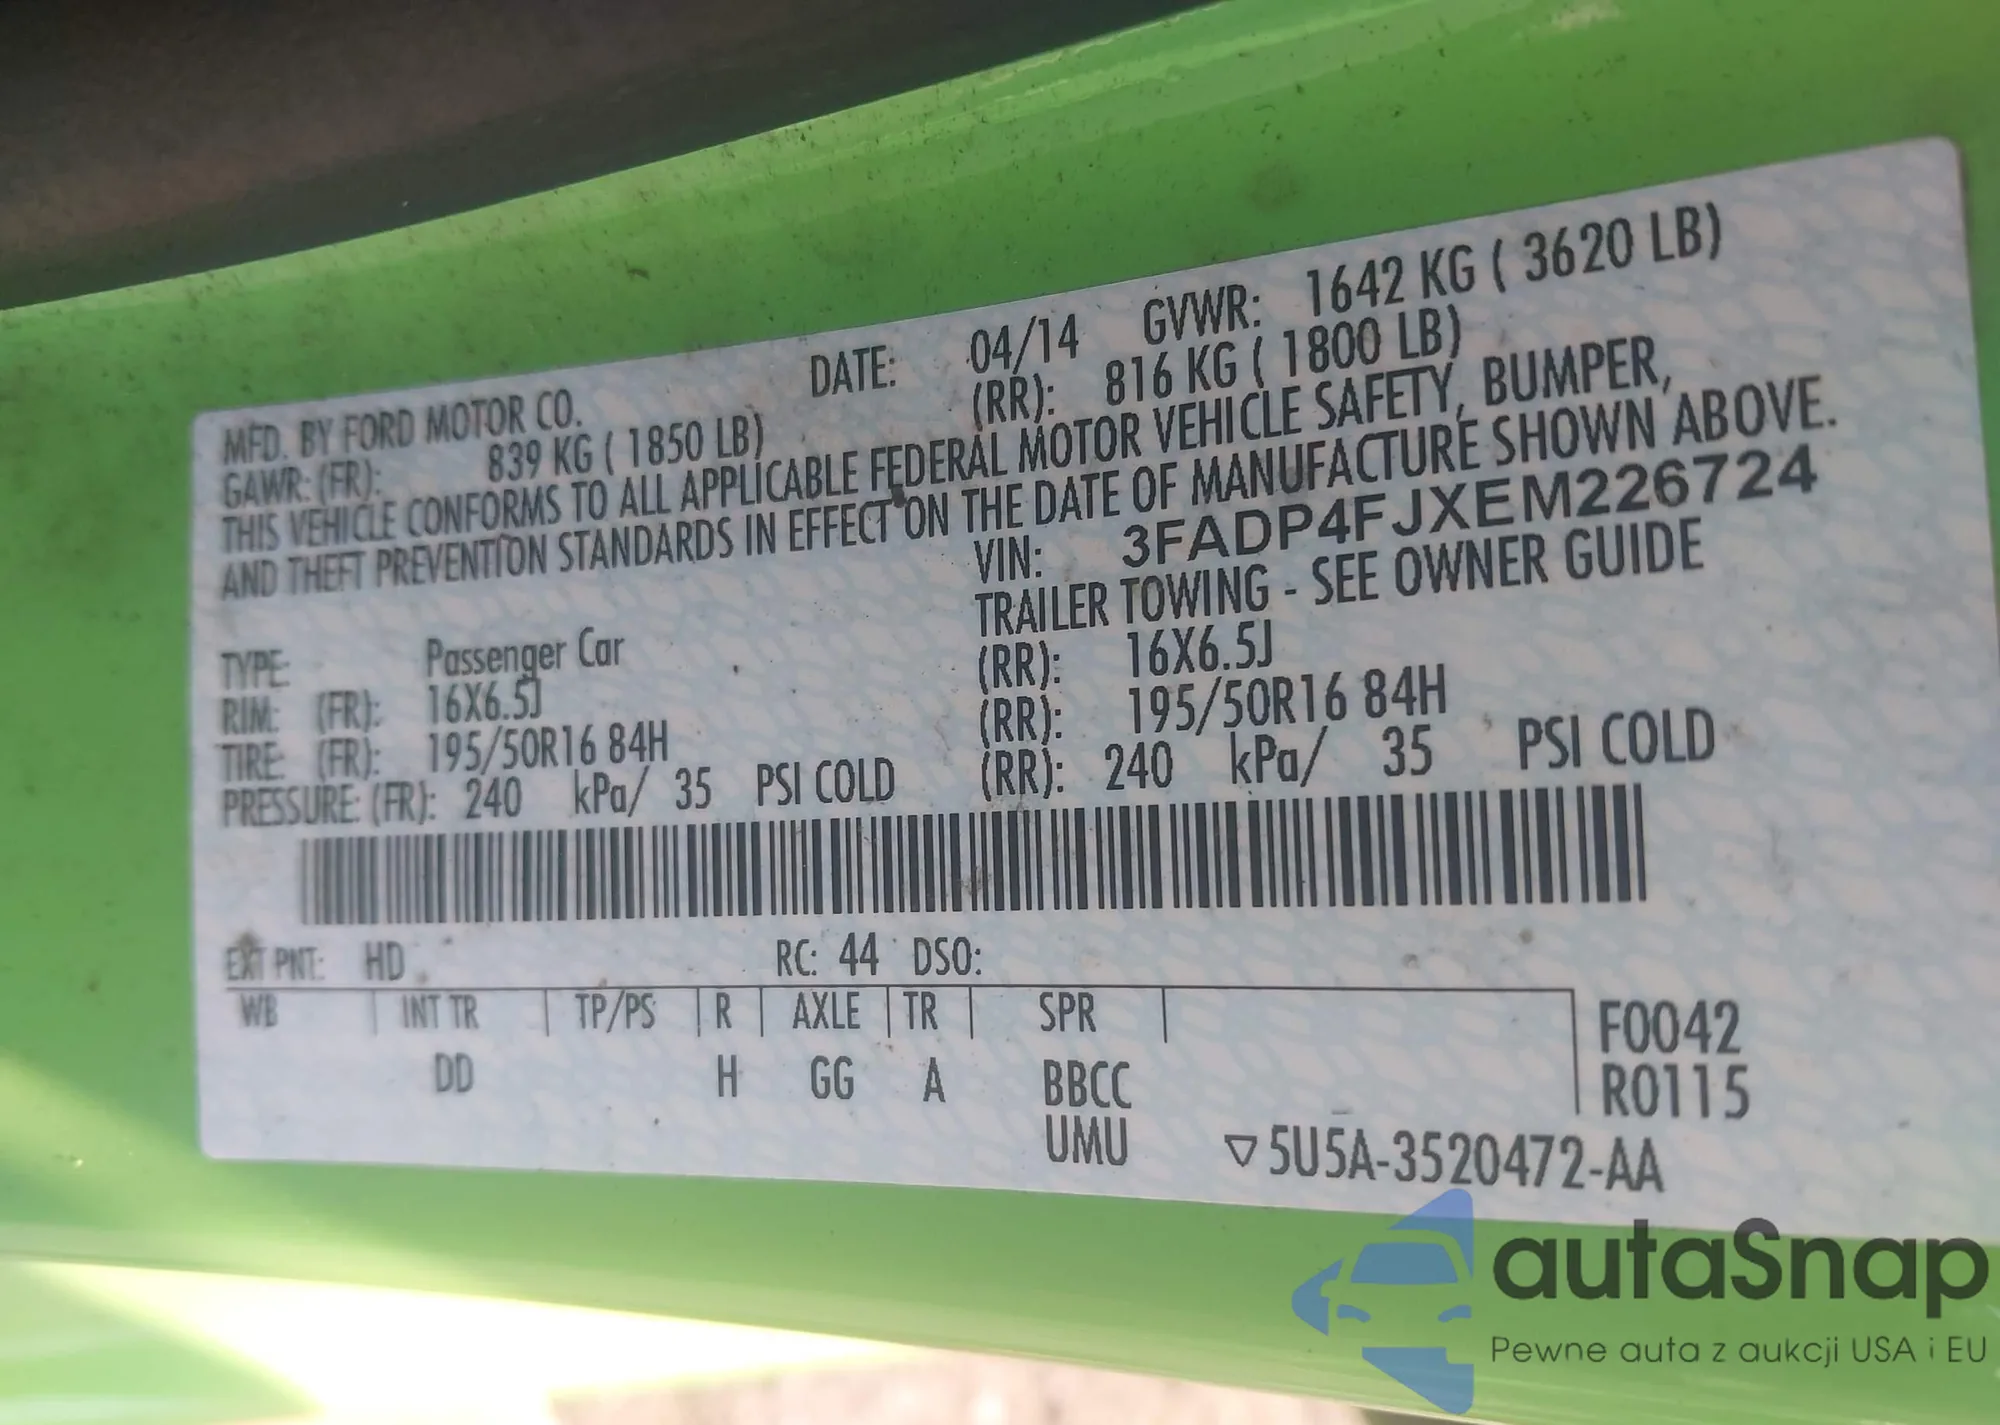 MFD. BY FORD MOTOR CO. DATE: 04/14 GVWR: 1642 KG ( 3620 LB)
GAWR: (FR): 839 KG ( 1850 LB) (RR): 816 KG ( 1800 LB)
THIS VEHICLE CONFORMS TO ALL APPLICABLE FEDERAL MOTOR VEHICLE SAFETY, BUMPER,
AND THEFT PREVENTION STANDARDS IN EFFECT ON THE DATE OF MANUFACTURE SHOWN ABOVE.
VIN: 3FADP4FJXEM226724
TYPE: Passenger Car TRAILER TOWING - SEE OWNER GUIDE
RIM: (FR): 16X6.5J (RR): 16X6.5J
TIRE: (FR): 195/50R16 84H (RR): 195/50R16 84H
PRESSURE: (FR): 240 kPa/ 35 PSI COLD (RR): 240 kPa/ 35 PSI COLD
EXT PNT: HD RC: 44 DSO:
WB INT TR TP/PS R AXLE TR SPR F0042
DD H GG A BBCC R0115
UMU ▽5U5A-3520472-AA
autaSnap
Pewne auta z aukcji USA i EU